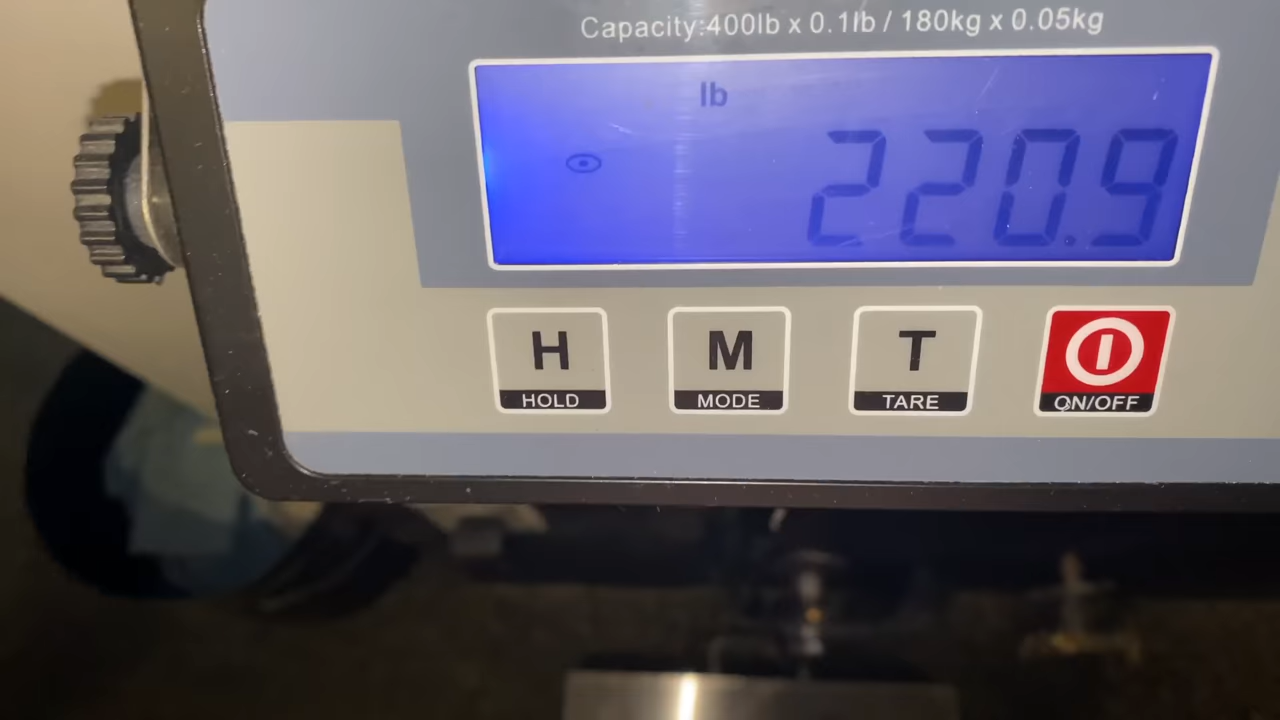 Capacity:400lb x 0.1lb / 180kg x 0.05kg
lb
220.9
H M T
HOLD MODE TARE ON/OFF